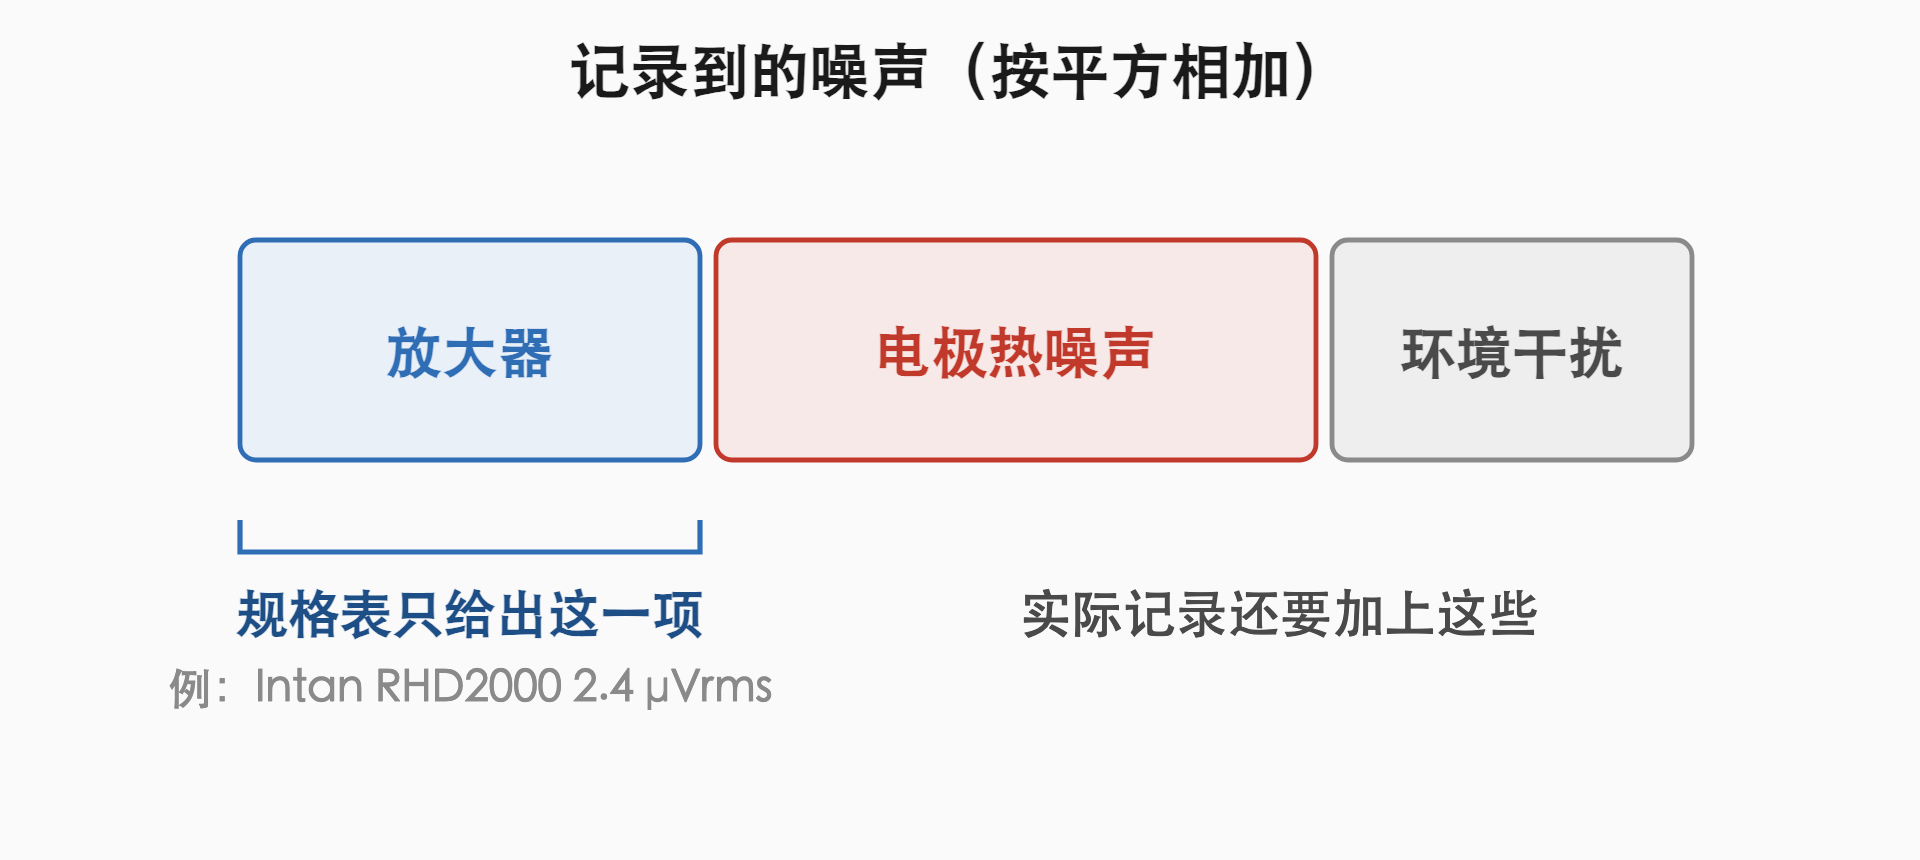 记录到的噪声（按平方相加）
放大器
电极热噪声
环境干扰
规格表只给出这一项
实际记录还要加上这些
例：Intan RHD2000 2.4 μVrms